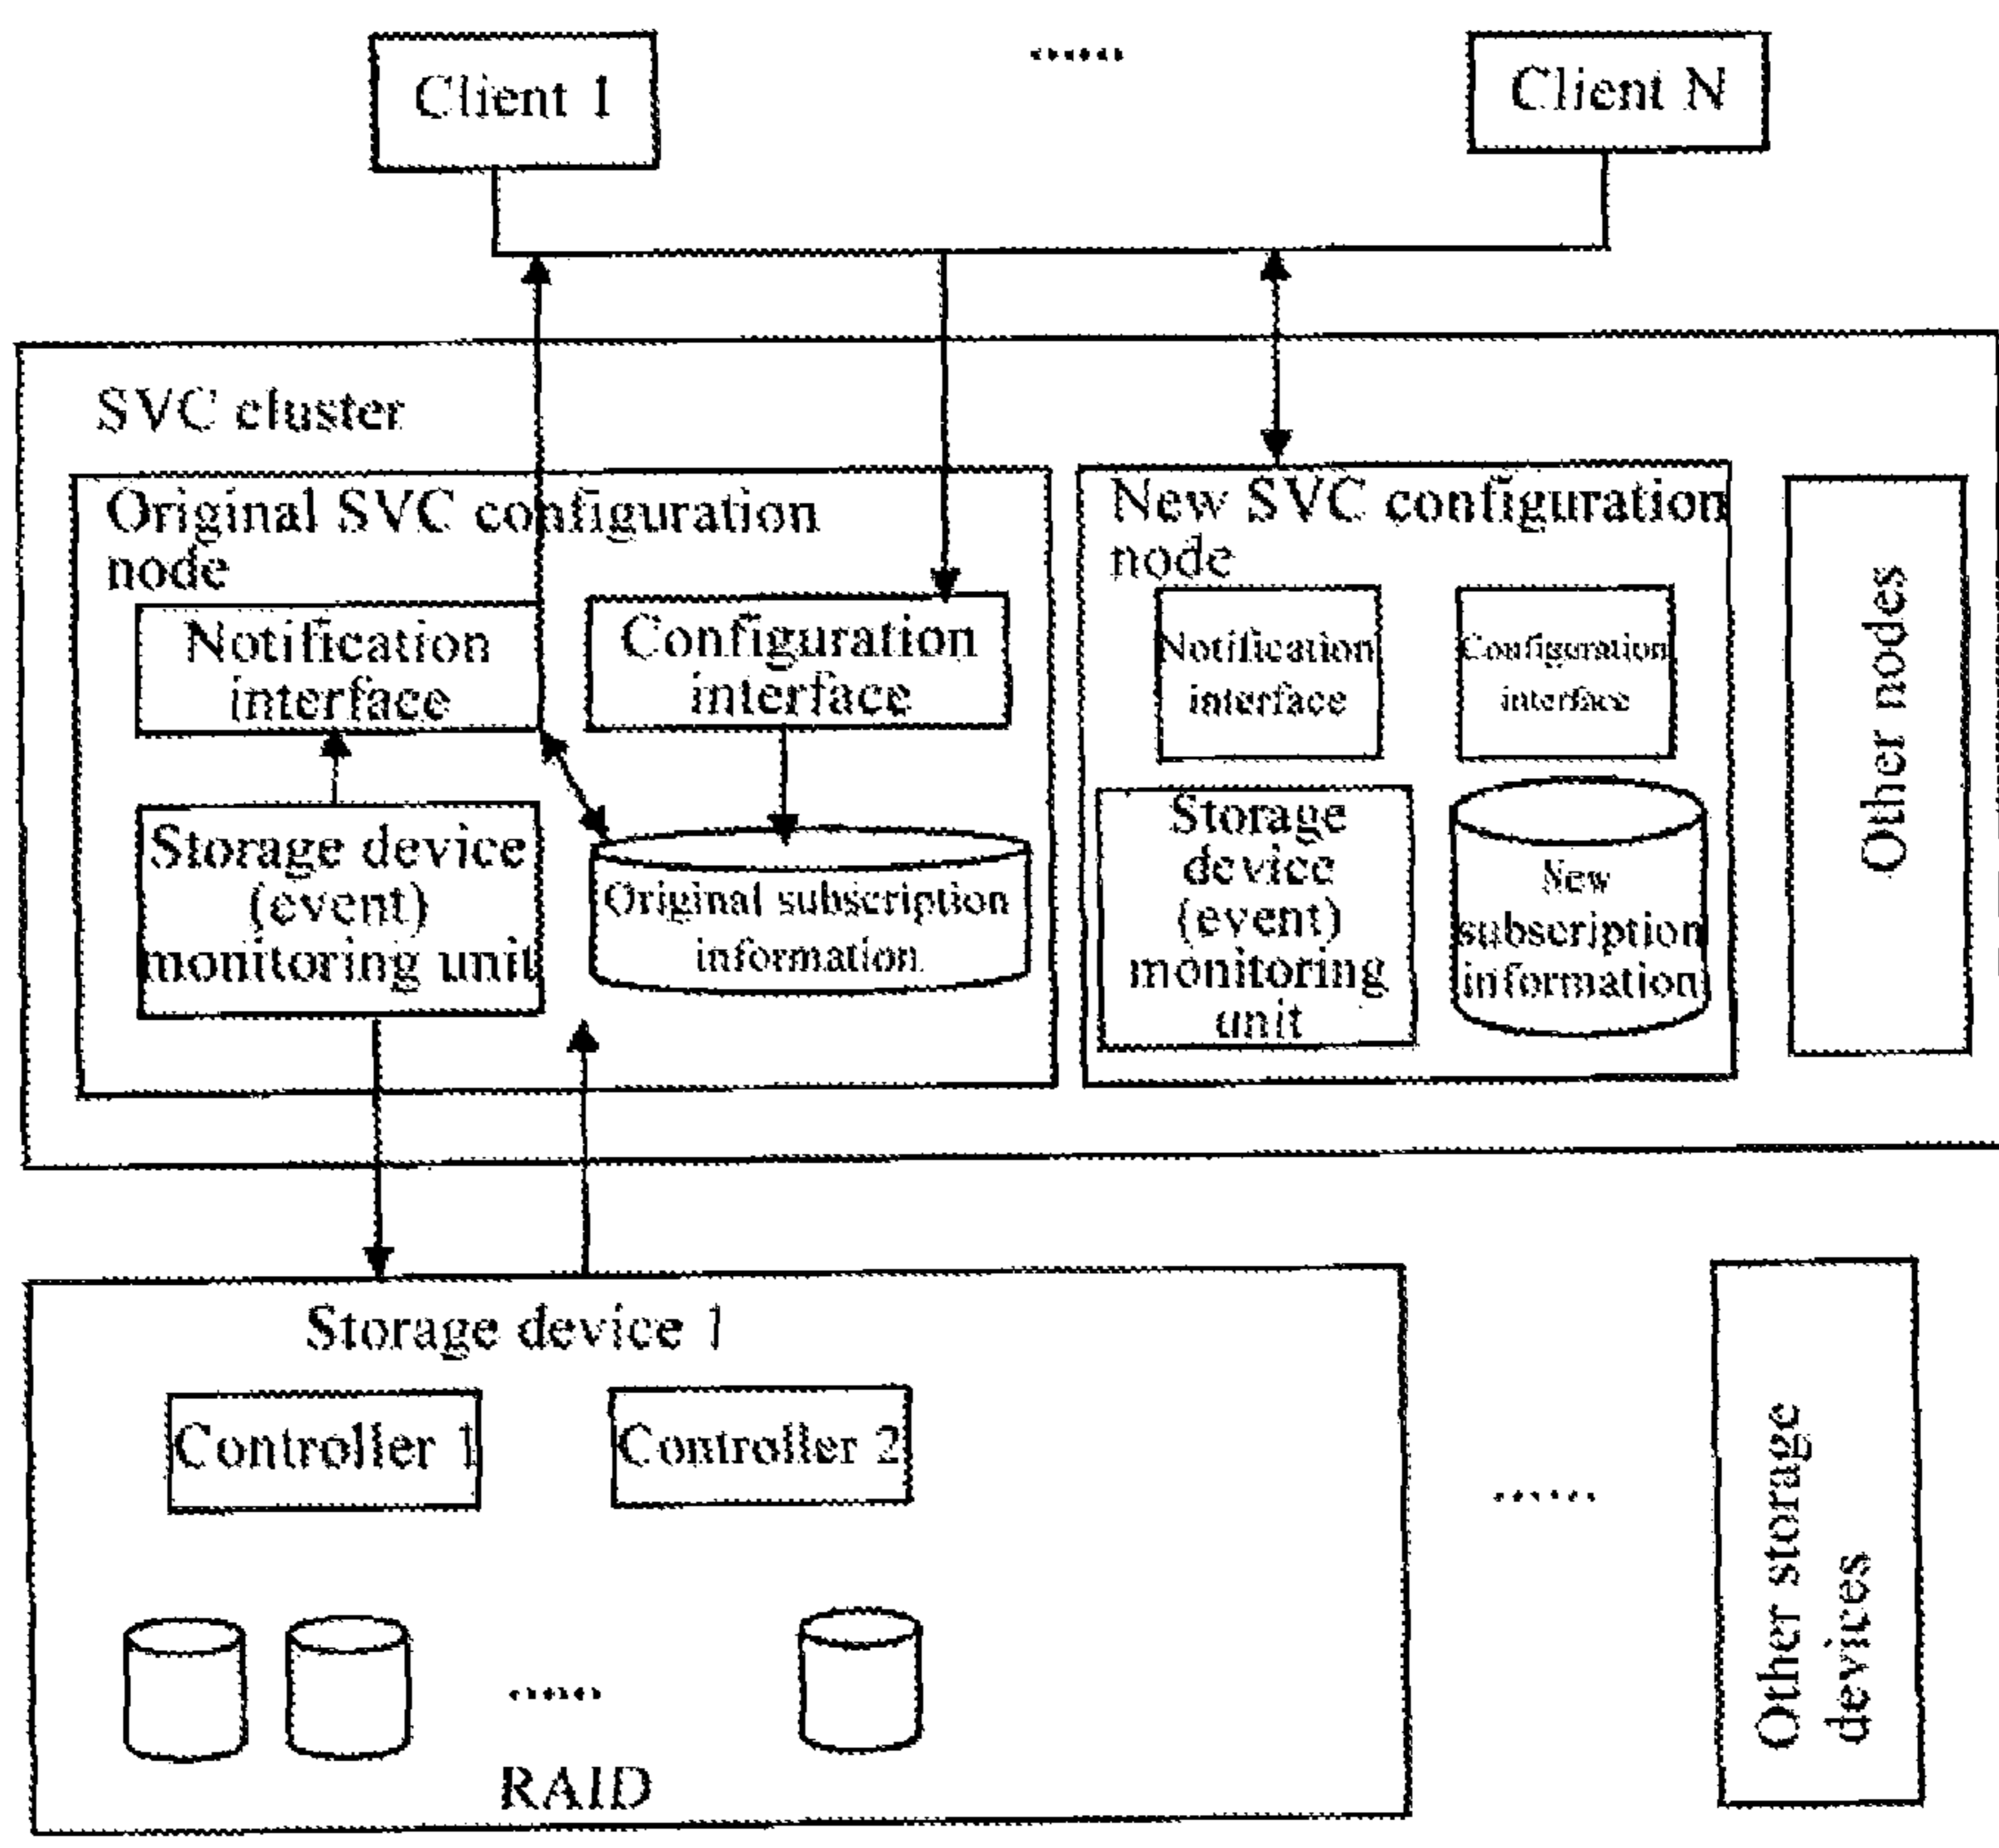 Client 1
......
Client N
SVC cluster
Original SVC configuration
node
Notification
interface
Configuration
interface
Storage device
(event)
monitoring unit
Original subscription
information
New SVC configuration
node
Notification
interface
Configuration
interface
Storage
device
(event)
monitoring
unit
New
subscription
information
Other nodes
Storage device 1
Controller 1
Controller 2
......
RAID
......
Other storage
devices